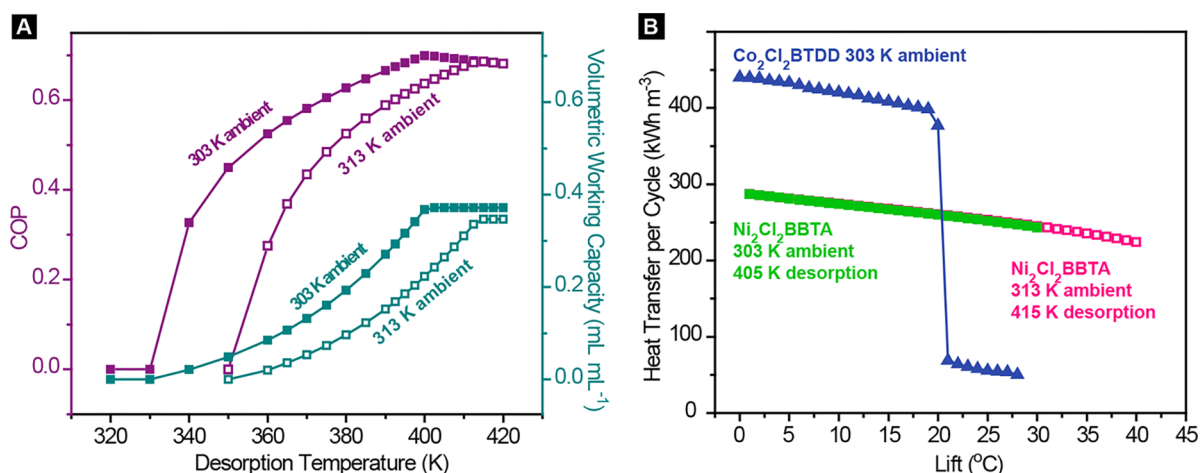 A
COP
0.6
0.4
0.2
0.0
303 K ambient
313 K ambient
303 K ambient
313 K ambient
0.6
0.4
0.2
0.0
Volumetric Working Capacity (mL mL⁻¹)
320 340 360 380 400 420
Desorption Temperature (K)
B
Heat Transfer per Cycle (kWh m⁻³)
400
300
200
100
0
Co₂Cl₂BTDD 303 K ambient
Ni₂Cl₂BBTA
303 K ambient
405 K desorption
Ni₂Cl₂BBTA
313 K ambient
415 K desorption
0 5 10 15 20 25 30 35 40 45
Lift (°C)